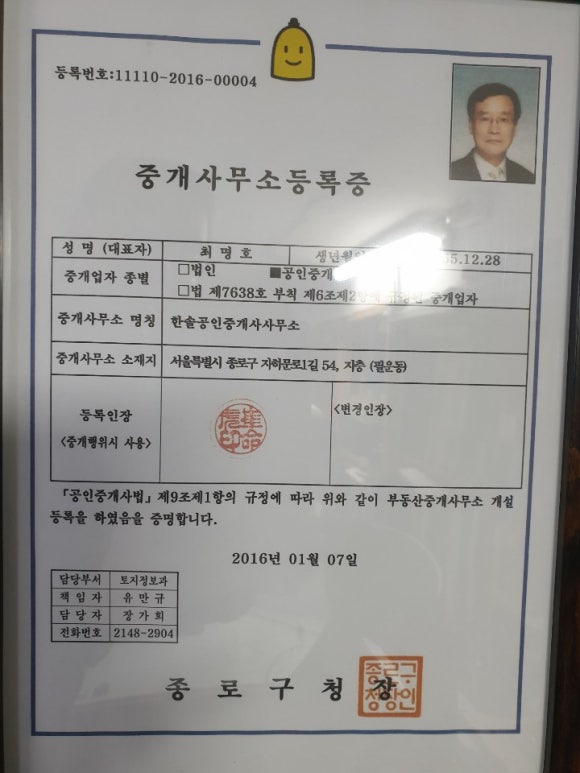 등록번호:11110-2016-00004
중개사무소등록증
성 명 (대표자) 최 명 호 .12.28
중개업자 종별 □법인 ■공인중개
□법 제7638호 부칙 제6조제2항 중개업자
중개사무소 명칭 한솔공인중개사사무소
중개사무소 소재지 서울특별시 종로구 자하문로1길 54, 지층 (필운동)
등록인장
<중개행위시 사용>
<변경인장>
崔命虎印
「공인중개사법」 제9조제1항의 규정에 따라 위와 같이 부동산중개사무소 개설
등록을 하였음을 증명합니다.
2016년 01월 07일
담당부서 토지정보과
책 임 자 유 만 규
담 당 자 장 가 희
전화번호 2148-2904
종 로 구 청 장
종로구
청장인